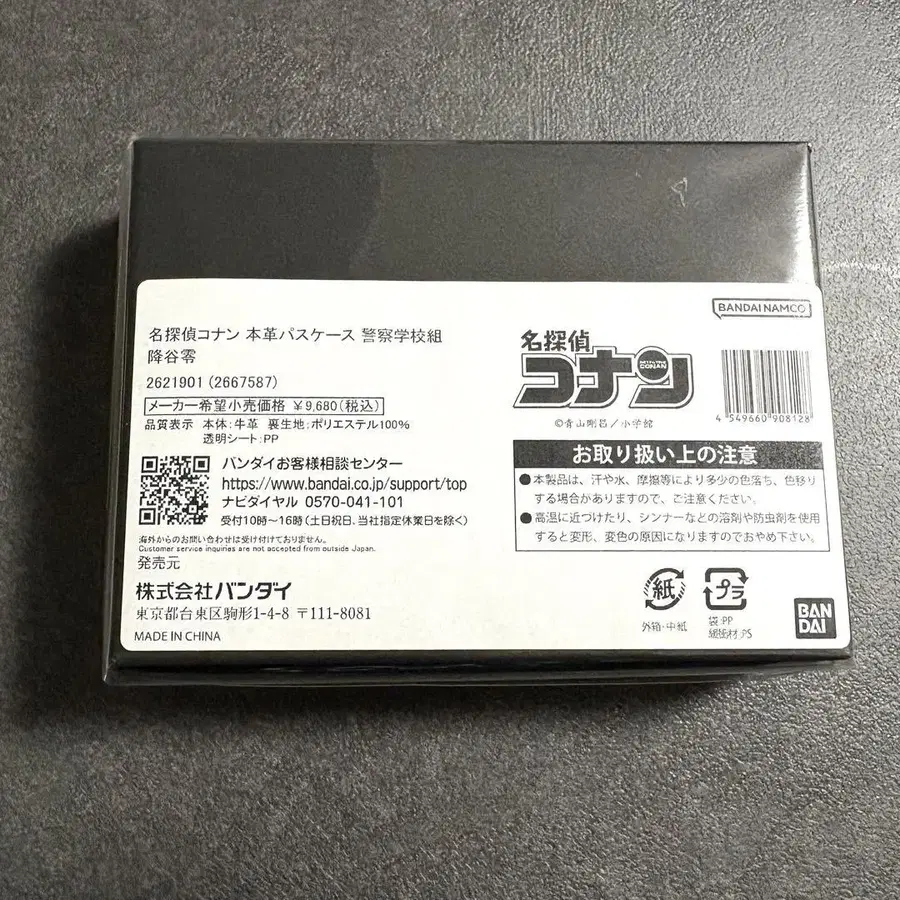 名探偵コナン 本革パスケース 警察学校組
降谷零
2621901 (2667587)
メーカー希望小売価格 ¥9,680(税込)
品質表示 本体:牛革 裏生地:ポリエステル100%
透明シート:PP
バンダイお客様相談センター
https://www.bandai.co.jp/support/top
ナビダイヤル 0570-041-101
受付10時〜16時(土日祝日、当社指定休業日を除く)
海外からのお問い合わせは受け付けておりません。
Customer service inquiries are not accepted from outside Japan.
発売元
株式会社バンダイ
東京都台東区駒形1-4-8 〒111-8081
MADE IN CHINA
BANDAI NAMCO
名探偵
コナン
DETECTIVE
CONAN
©青山剛昌/小学館
4 549660 908128
お取り扱い上の注意
●本製品は、汗や水、摩擦等により多少の色落ち、色移り
する場合がありますので、ご注意ください。
●高温に近づけたり、シンナーなどの溶剤や防虫剤を使用
すると変形、変色の原因になりますのでおやめ下さい。
紙
外箱・中紙
プラ
袋:PP
緩衝材:PS
BAN
DAI